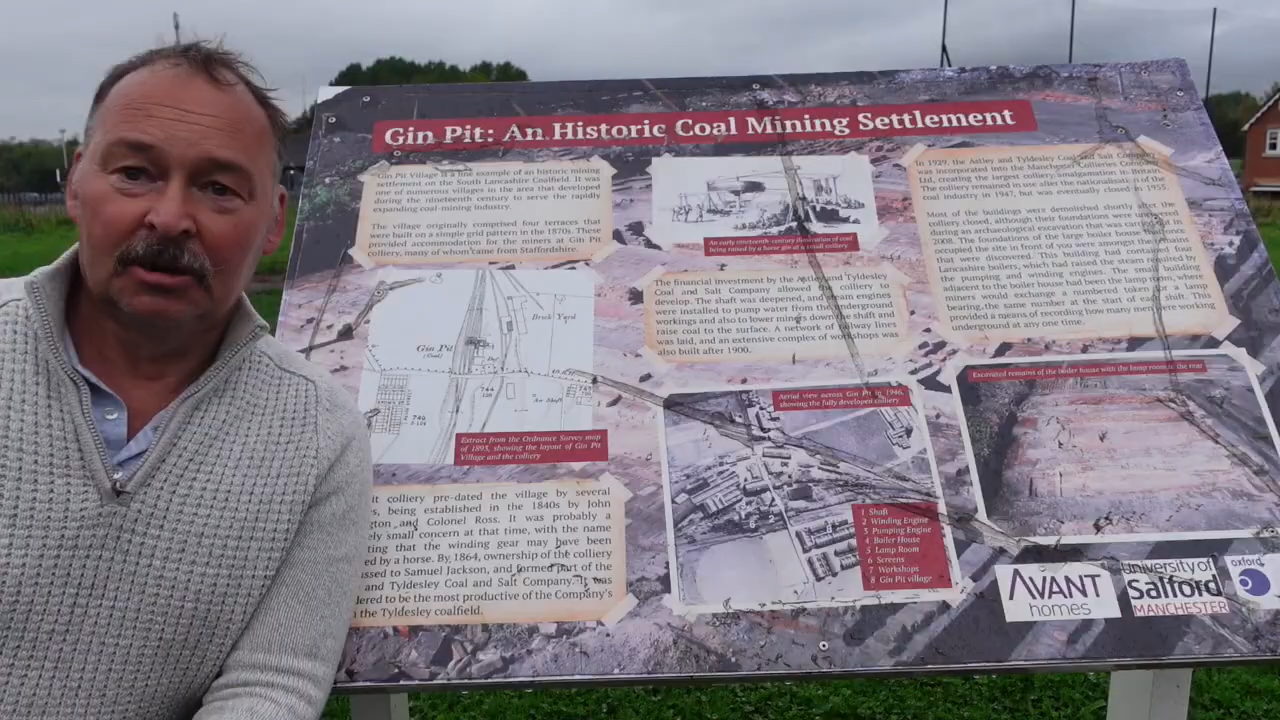 Gin Pit: An Historic Coal Mining Settlement
Gin Pit Village is a fine example of an historic mining
settlement on the South Lancashire Coalfield. It was
one of numerous village in the area that developed
during the nineteenth century to serve the rapidly
expanding coal-mining industry.
The village originally comprised four terraces that
were built on a simple grid pattern in the 1870s. These
provided accommodation for the miners at Gin Pit
colliery, many of whom came from Staffordshire.
Brick Yard
Gin Pit
(Coal)
Extract from the Ordnance Survey map
of 1893, showing the layout of Gin Pit
Village and the colliery
it colliery pre-dated the village by several
s, being established in the 1840s by John
gton and Colonel Ross. It was probably a
ely small concern at that time, with the name
ting that the winding gear may have been
ed by a horse. By 1864, ownership of the colliery
ssed to Samuel Jackson, and formed part of the
and Tyldesley Coal and Salt Company. It was
ered to be the most productive of the Company's
the Tyldesley coalfield.
An early nineteenth-century illustration of coal
being raised by a horse gin at a small colliery
The financial investment by the Astley and Tyldesley
Coal and Salt Company allowed the colliery to
develop. The shaft was deepened, and steam engines
were installed to pump water from the underground
workings and also to lower miners down the shaft and
raise coal to the surface. A network of railway lines
was laid, and an extensive complex of workshops was
also built after 1900.
Aerial view across Gin Pit in 1946,
showing the fully developed colliery
1 Shaft
2 Winding Engine
3 Pumping Engine
4 Boiler House
5 Lamp Room
6 Screens
7 Workshops
8 Gin Pit village
In 1929, the Astley and Tyldesley Coal and Salt Company
was incorporated into the Manchester Collieries Company
Ltd, creating the largest colliery amalgamation in Britain.
The colliery remained in use after the nationalisation of the
coal industry in 1947, but was eventually closed in 1955.
Most of the buildings were demolished shortly after the
colliery closed, although their foundations were uncovered
during an archaeological excavation that was carried out in
2008. The foundations of the large boiler house that once
occupied the site in front of you were amongst the remains
that were discovered. This building had contained four
Lancashire boilers, which had raised the steam required by
the pumping and winding engines. The small building
adjacent to the boiler house had been the lamp room, where
miners would exchange a numbered token for a lamp
bearing the same number at the start of each shift. This
provided a means of recording how many men were working
underground at any one time.
Excavated remains of the boiler house with the lamp room to the rear
AVANT
homes
University of
Salford
MANCHESTER
oxford